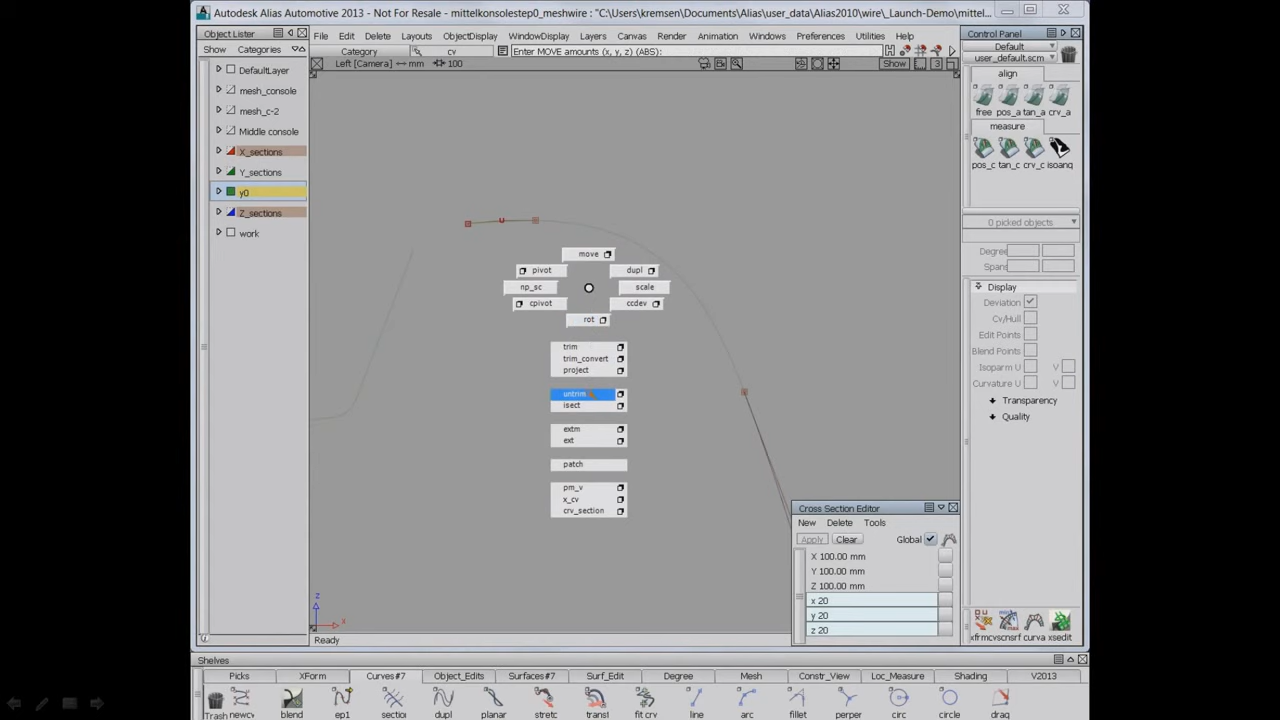 Autodesk Alias Automotive 2013 - Not For Resale - mittelkonsolestep0_meshwire : "C:\Users\kremsen\Documents\Alias\user_data\Alias2010\wire\_Launch-Demo\mittel...
Object Lister
Control Panel
Show Categories
File Edit Delete Layouts ObjectDisplay WindowDisplay Layers Canvas Render Animation Windows Preferences Utilities Help
Default
Category cv Enter MOVE amounts (x, y, z) (ABS):
user_default.scm
Left [Camera] mm 100 Show 3
DefaultLayer
mesh_console
mesh_c-2
Middle console
X_sections
Y_sections
y0
Z_sections
work
align
free pos_a tan_a crv_a
measure
pos_c tan_c crv_c isoanq
0 picked objects
Degree
Spans
Display
Deviation
Cv/Hull
Edit Points
Blend Points
Isoparm U V
Curvature U V
Transparency
Quality
u
move
pivot dupl
np_sc scale
cpivot ccdev
rot
trim
trim_convert
project
untrim
isect
extm
ext
patch
pm_v
x_cv
crv_section
Cross Section Editor
New Delete Tools
Apply Clear Global
X 100.00 mm
Y 100.00 mm
Z 100.00 mm
x 20
y 20
z 20
z
x
xfrmcvscnsrf curva xsedit
Ready
Shelves
Picks XForm Curves#7 Object_Edits Surfaces#7 Surf_Edit Degree Mesh Constr_View Loc_Measure Shading V2013
Trash newcv blend ep1 section dupl planar stretc transf fit crv line arc fillet perper circ circle drag